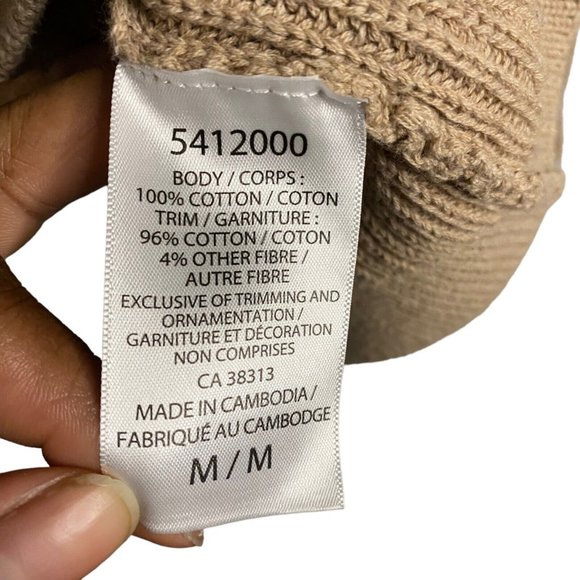 5412000
BODY / CORPS :
100% COTTON / COTON
TRIM / GARNITURE :
96% COTTON / COTON
4% OTHER FIBRE /
AUTRE FIBRE
EXCLUSIVE OF TRIMMING AND
ORNAMENTATION /
GARNITURE ET DÉCORATION
NON COMPRISES
CA 38313
MADE IN CAMBODIA /
FABRIQUÉ AU CAMBODGE
M / M